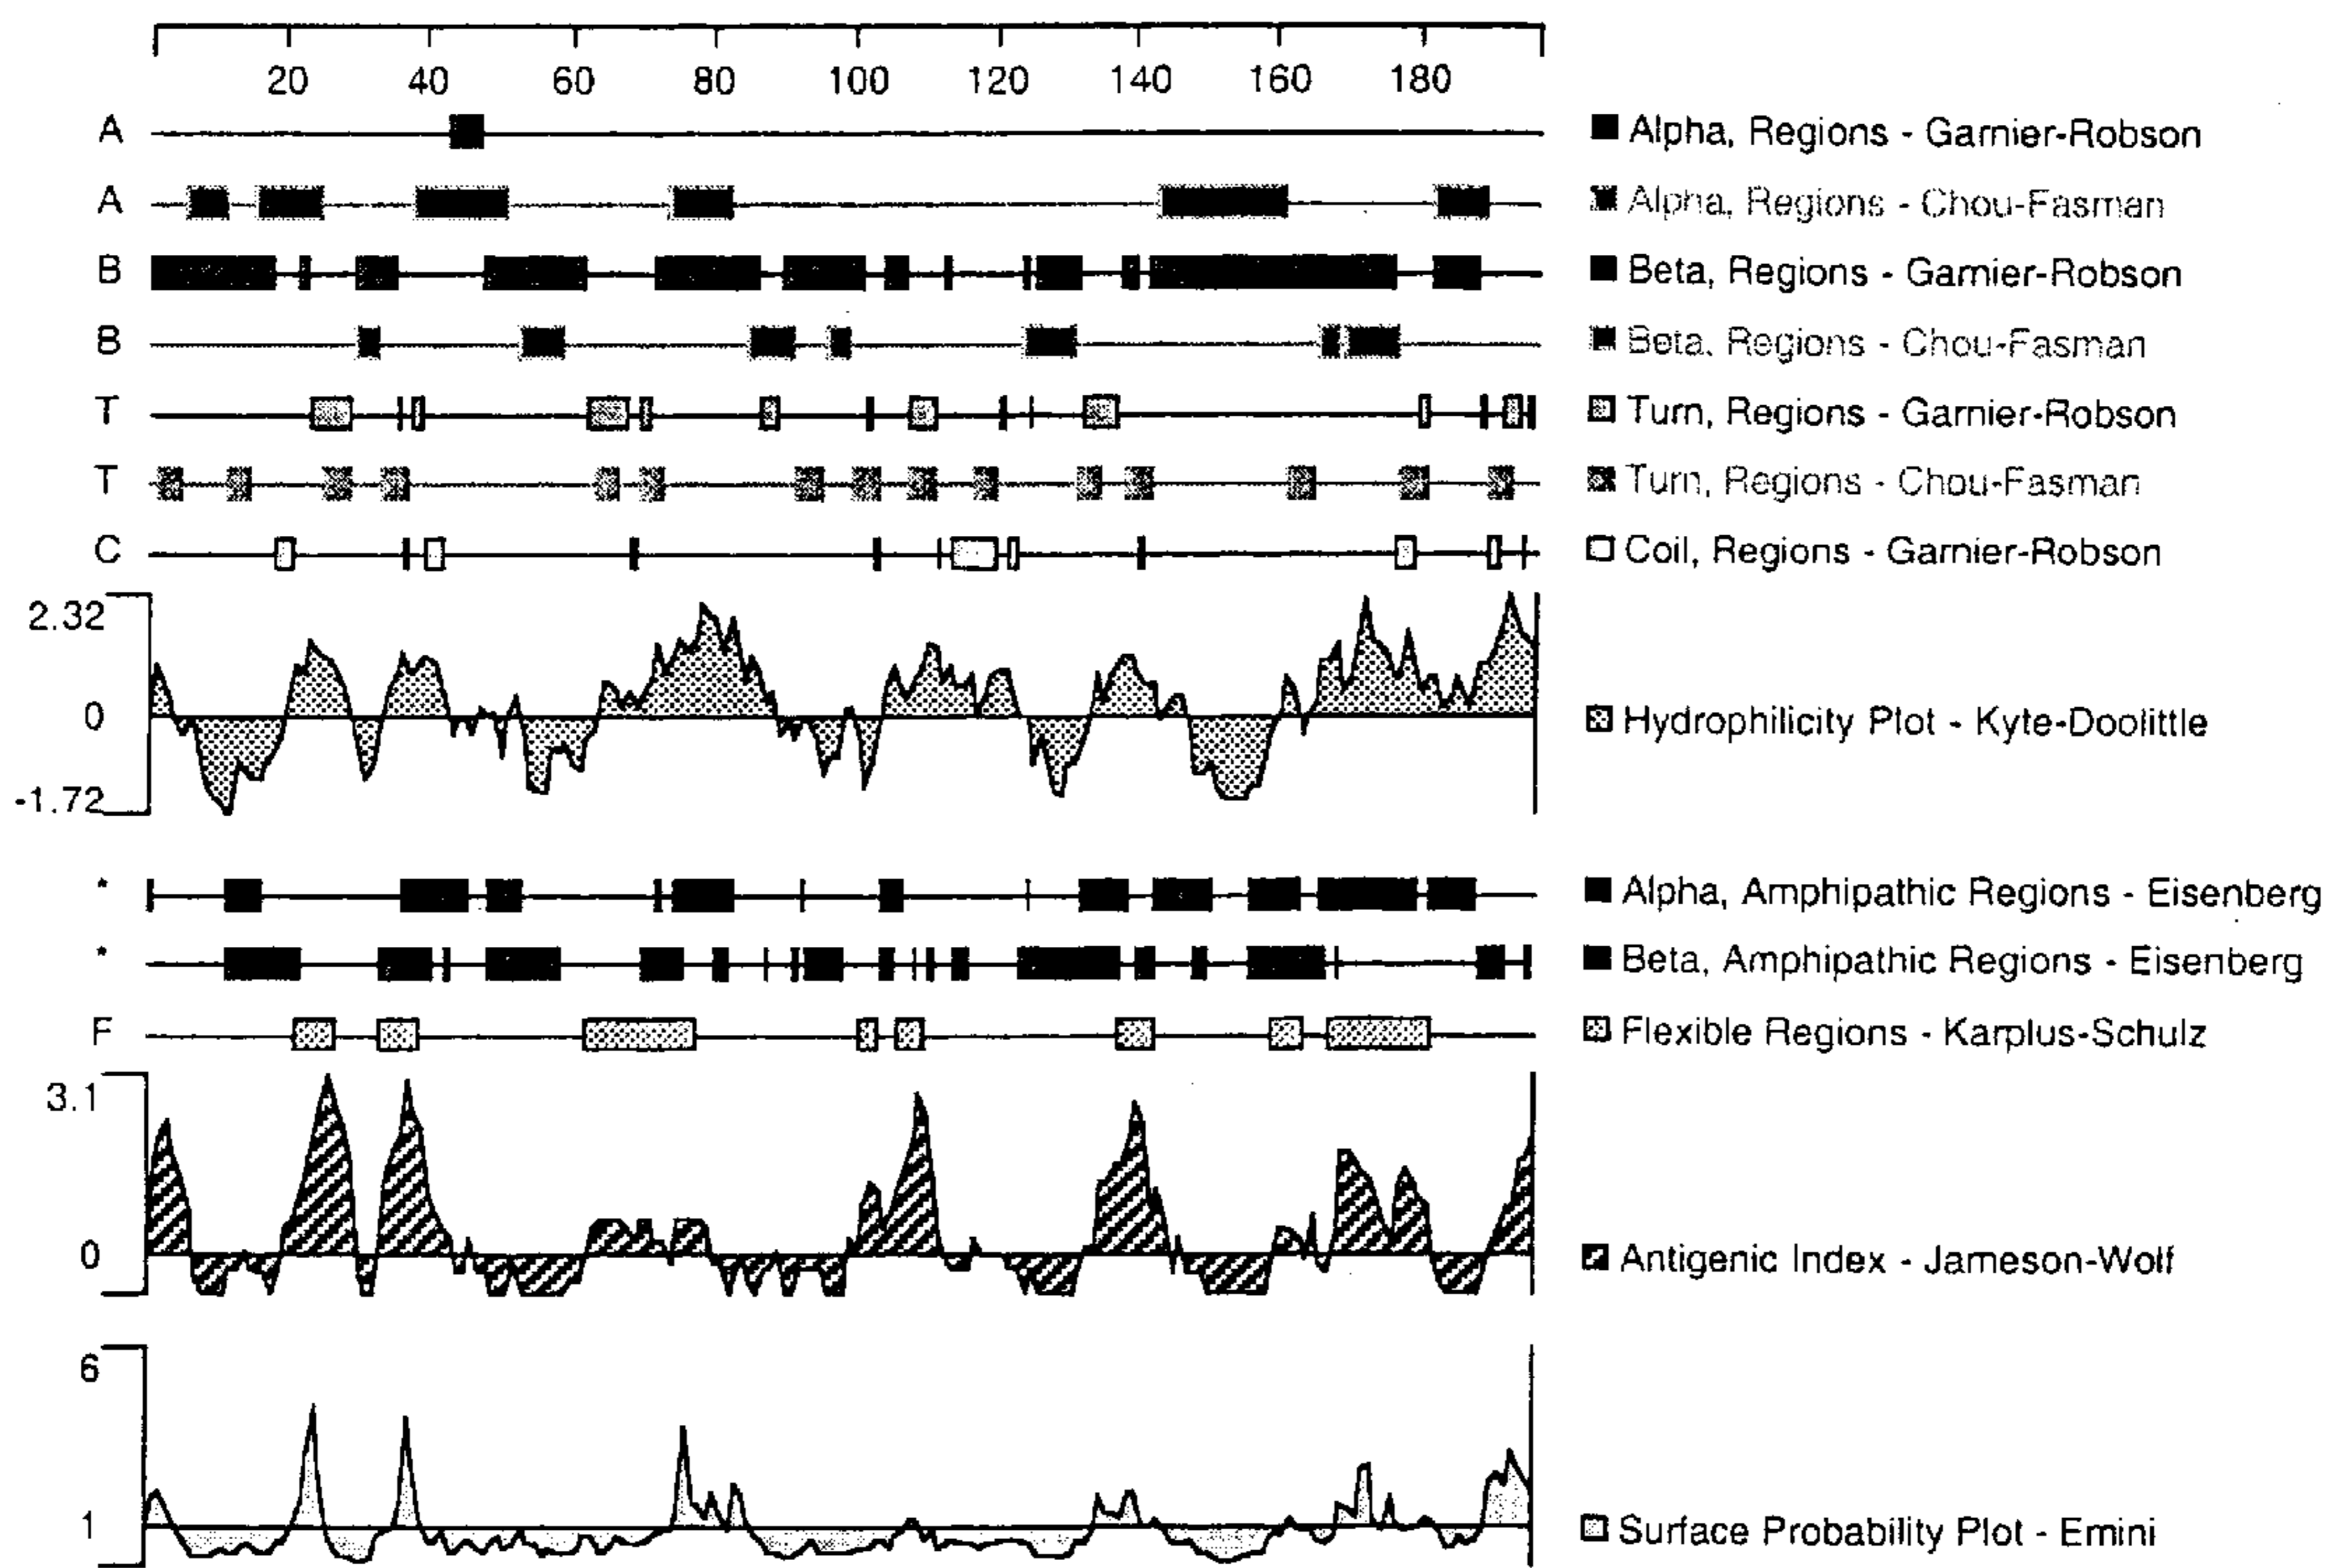 20 40 60 80 100 120 140 160 180
A Alpha, Regions - Garnier-Robson
A Alpha, Regions - Chou-Fasman
B Beta, Regions - Garnier-Robson
B Beta, Regions - Chou-Fasman
T Turn, Regions - Garnier-Robson
T Turn, Regions - Chou-Fasman
C Coil, Regions - Garnier-Robson
2.32
0 Hydrophilicity Plot - Kyte-Doolittle
-1.72
* Alpha, Amphipathic Regions - Eisenberg
* Beta, Amphipathic Regions - Eisenberg
F Flexible Regions - Karplus-Schulz
3.1
0 Antigenic Index - Jameson-Wolf
6
1 Surface Probability Plot - Emini